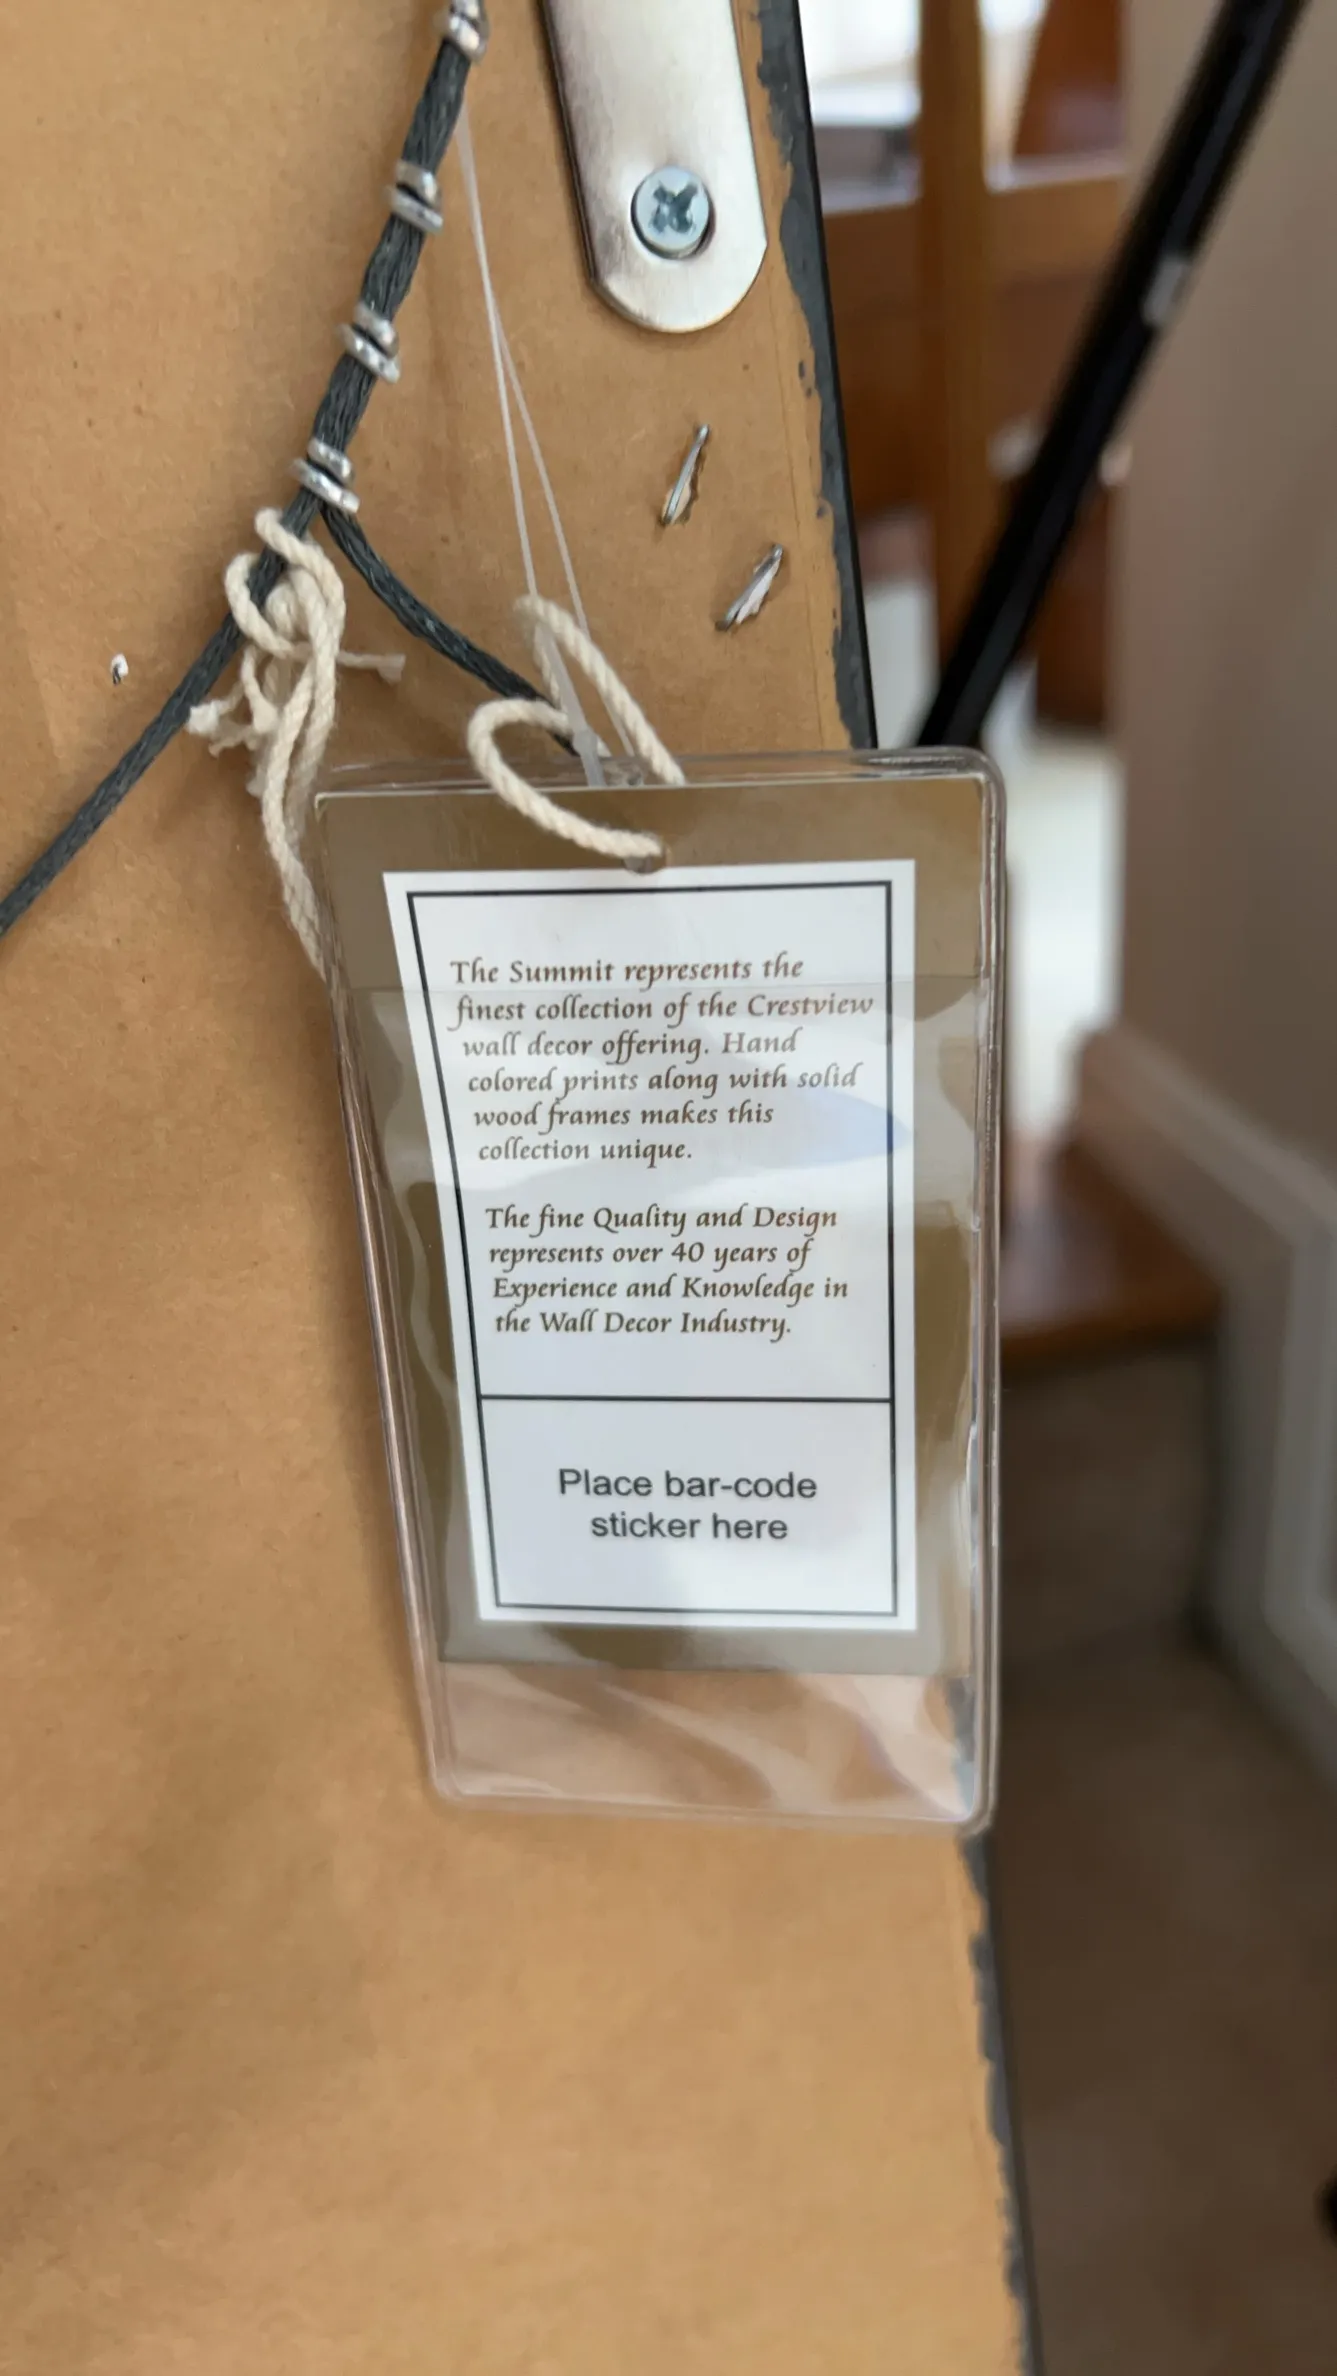 The Summit represents the
finest collection of the Crestview
wall decor offering. Hand
colored prints along with solid
wood frames makes this
collection unique.
The fine Quality and Design
represents over 40 years of
Experience and Knowledge in
the Wall Decor Industry.
Place bar-code
sticker here